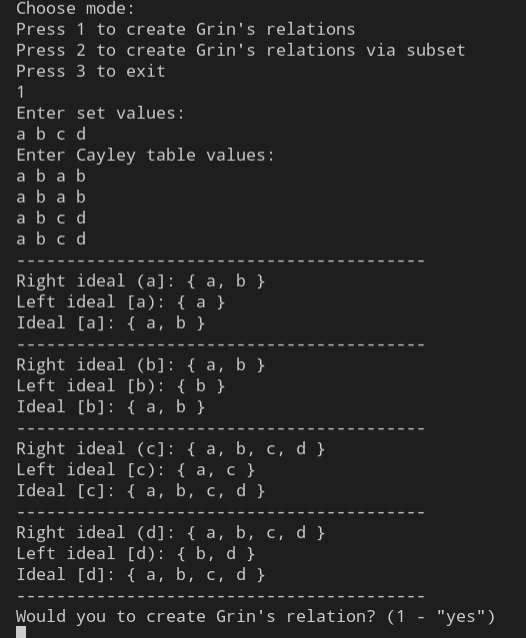 Choose mode:
Press 1 to create Grin's relations
Press 2 to create Grin's relations via subset
Press 3 to exit
1
Enter set values:
a b c d
Enter Cayley table values:
a b a b
a b a b
a b c d
a b c d
-----------------------------------------
Right ideal (a]: { a, b }
Left ideal [a): { a }
Ideal [a]: { a, b }
-----------------------------------------
Right ideal (b]: { a, b }
Left ideal [b): { b }
Ideal [b]: { a, b }
-----------------------------------------
Right ideal (c]: { a, b, c, d }
Left ideal [c): { a, c }
Ideal [c]: { a, b, c, d }
-----------------------------------------
Right ideal (d]: { a, b, c, d }
Left ideal [d): { b, d }
Ideal [d]: { a, b, c, d }
-----------------------------------------
Would you to create Grin's relation? (1 - "yes")